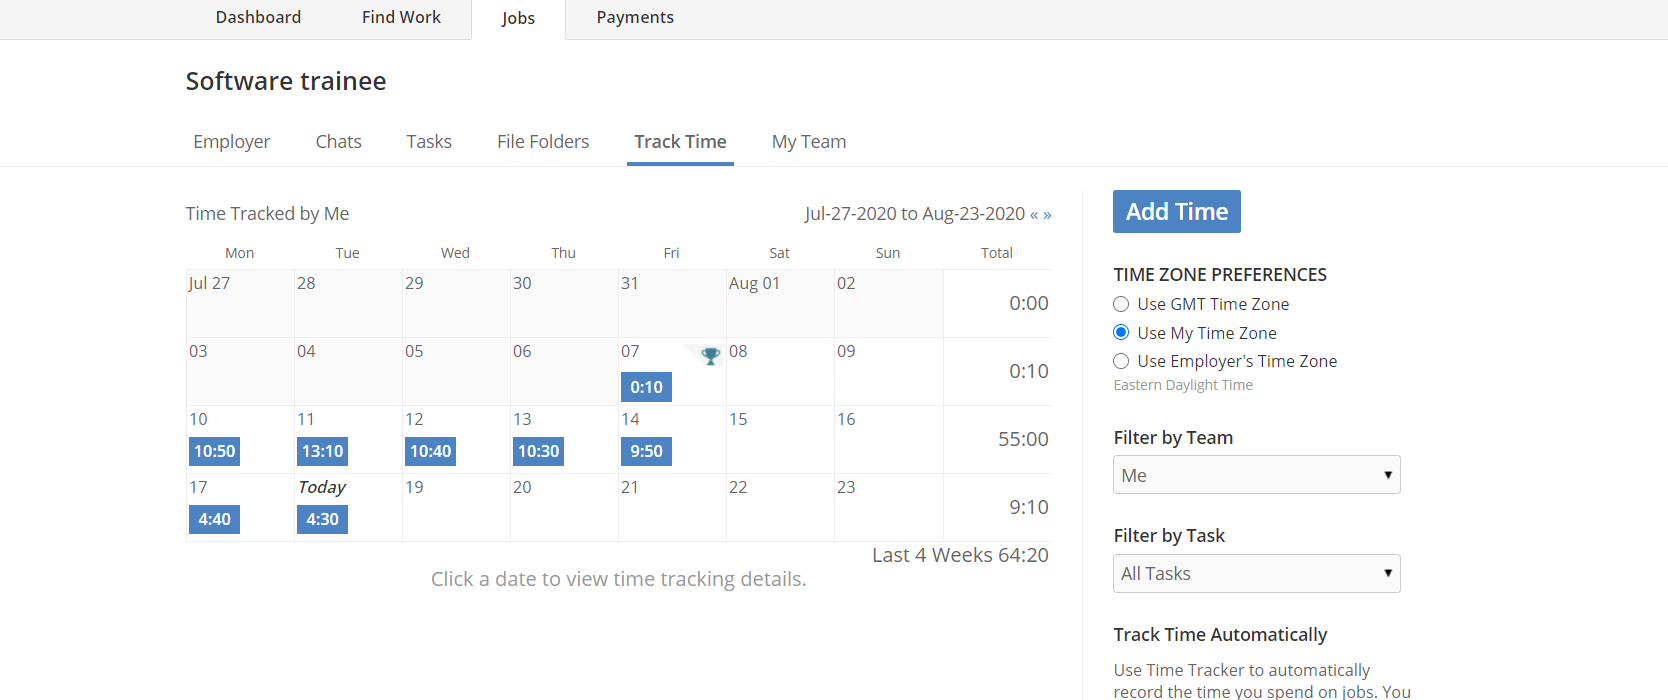 Dashboard Find Work Jobs Payments
Software trainee
Employer Chats Tasks File Folders Track Time My Team
Time Tracked by Me Jul-27-2020 to Aug-23-2020 « »
Mon Tue Wed Thu Fri Sat Sun Total
Jul 27 28 29 30 31 Aug 01 02
0:00
03 04 05 06 07 08 09
0:10 0:10
10 11 12 13 14 15 16
10:50 13:10 10:40 10:30 9:50 55:00
17 Today 19 20 21 22 23
4:40 4:30 9:10
Last 4 Weeks 64:20
Click a date to view time tracking details.
Add Time
TIME ZONE PREFERENCES
Use GMT Time Zone
Use My Time Zone
Use Employer's Time Zone
Eastern Daylight Time
Filter by Team
Me
Filter by Task
All Tasks
Track Time Automatically
Use Time Tracker to automatically
record the time you spend on jobs. You